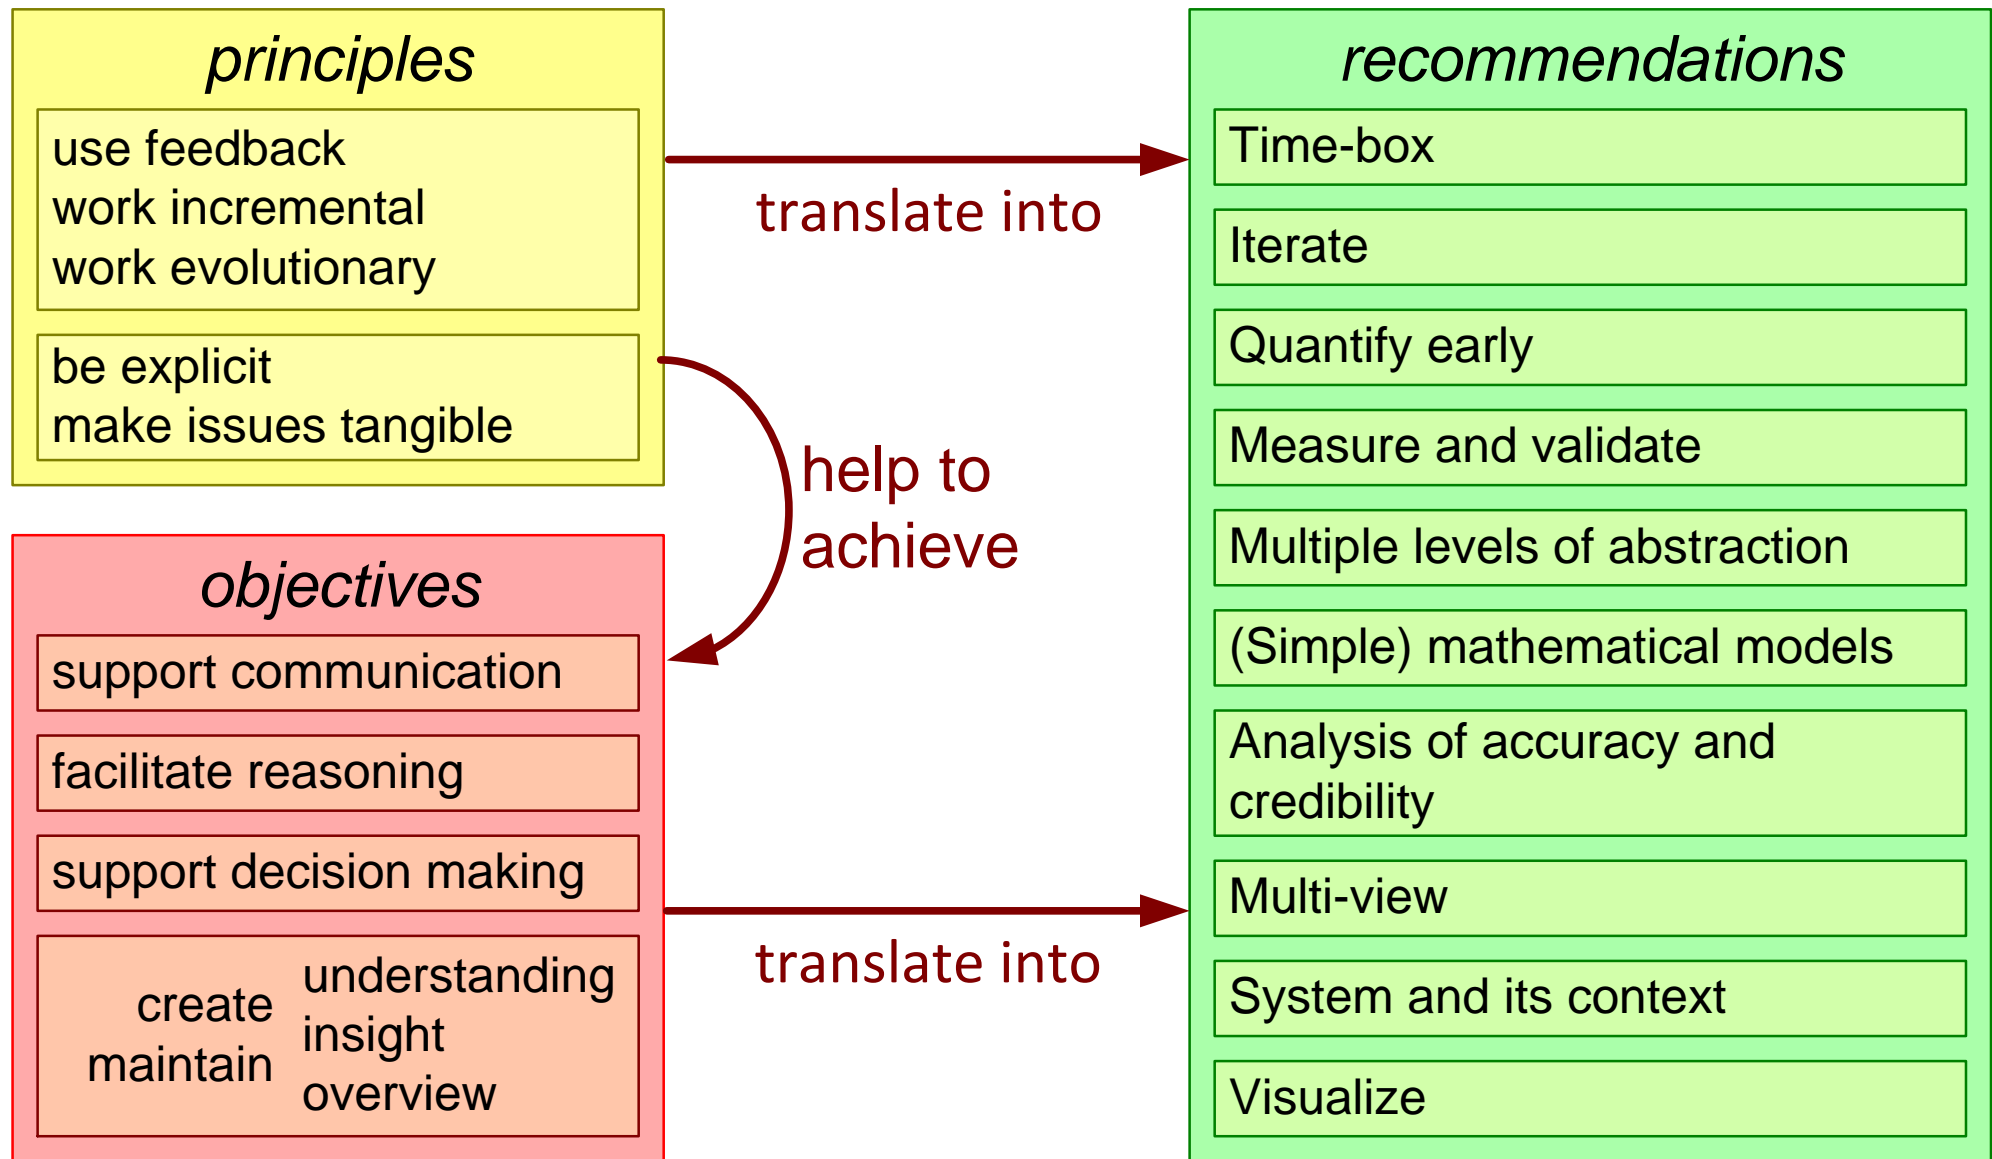 principles
use feedback
work incremental
work evolutionary
be explicit
make issues tangible
translate into
help to
achieve
objectives
support communication
facilitate reasoning
support decision making
create
maintain
understanding
insight
overview
translate into
recommendations
Time-box
Iterate
Quantify early
Measure and validate
Multiple levels of abstraction
(Simple) mathematical models
Analysis of accuracy and
credibility
Multi-view
System and its context
Visualize